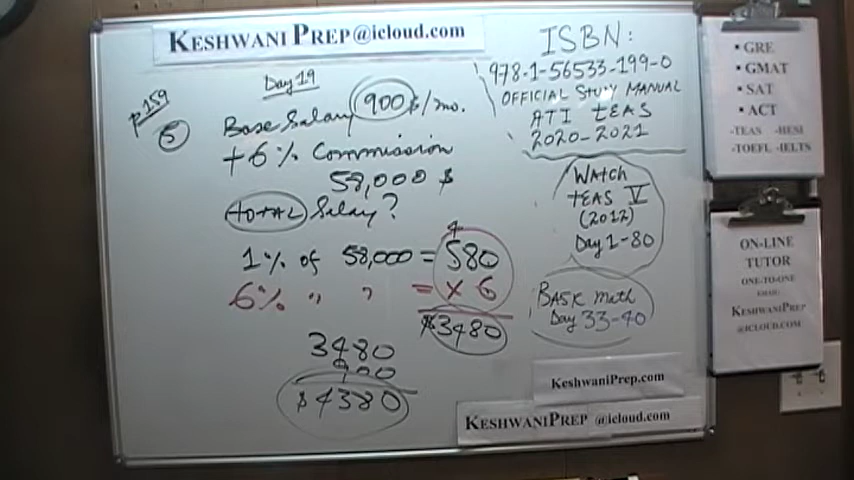 KESHWANIPREP@icloud.com
Day 19
p.159
5
Base Salary 900 $/mo.
+ 6% Commission
58,000 $
TOTAL Salary?
1% of 58,000 = 580
4
6% " " = x 6
$3480
3480
900
$ 4380
ISBN:
978-1-56533-199-0
OFFICIAL STUDY MANUAL
ATI TEAS
2020-2021
WATCH
TEAS V
(2012)
Day 1-80
BASIC Math
Day 33-40
KeshwaniPrep.com
KESHWANIPREP @icloud.com
• GRE
• GMAT
• SAT
• ACT
-TEAS -HESI
-TOEFL -IELTS
ON-LINE
TUTOR
ONE-TO-ONE
EMAIL:
KESHWANIPREP
@ICLOUD.COM